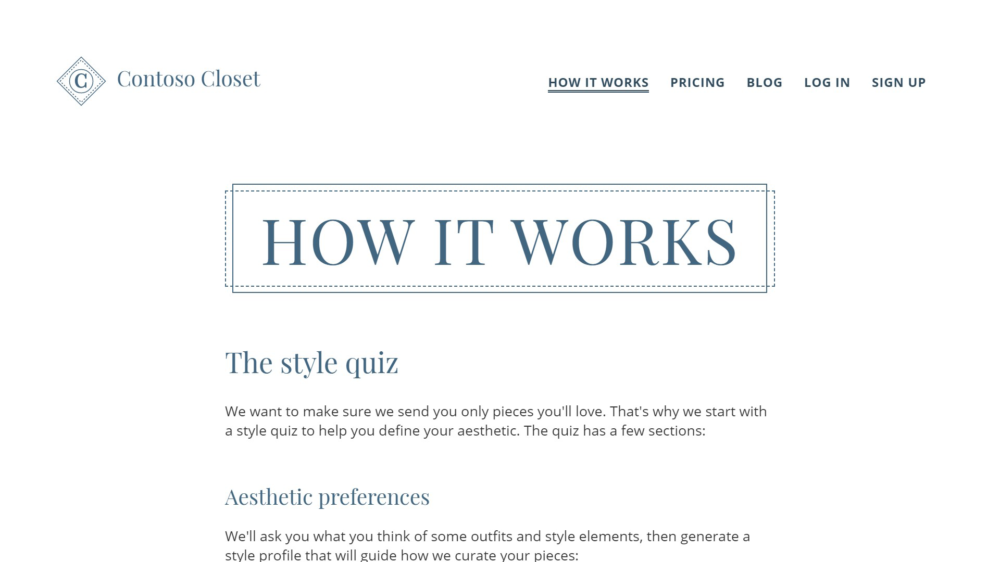 C
Contoso Closet
HOW IT WORKS
PRICING
BLOG
LOG IN
SIGN UP
HOW IT WORKS
The style quiz
We want to make sure we send you only pieces you'll love. That's why we start with
a style quiz to help you define your aesthetic. The quiz has a few sections:
Aesthetic preferences
We'll ask you what you think of some outfits and style elements, then generate a
style profile that will guide how we curate your pieces: